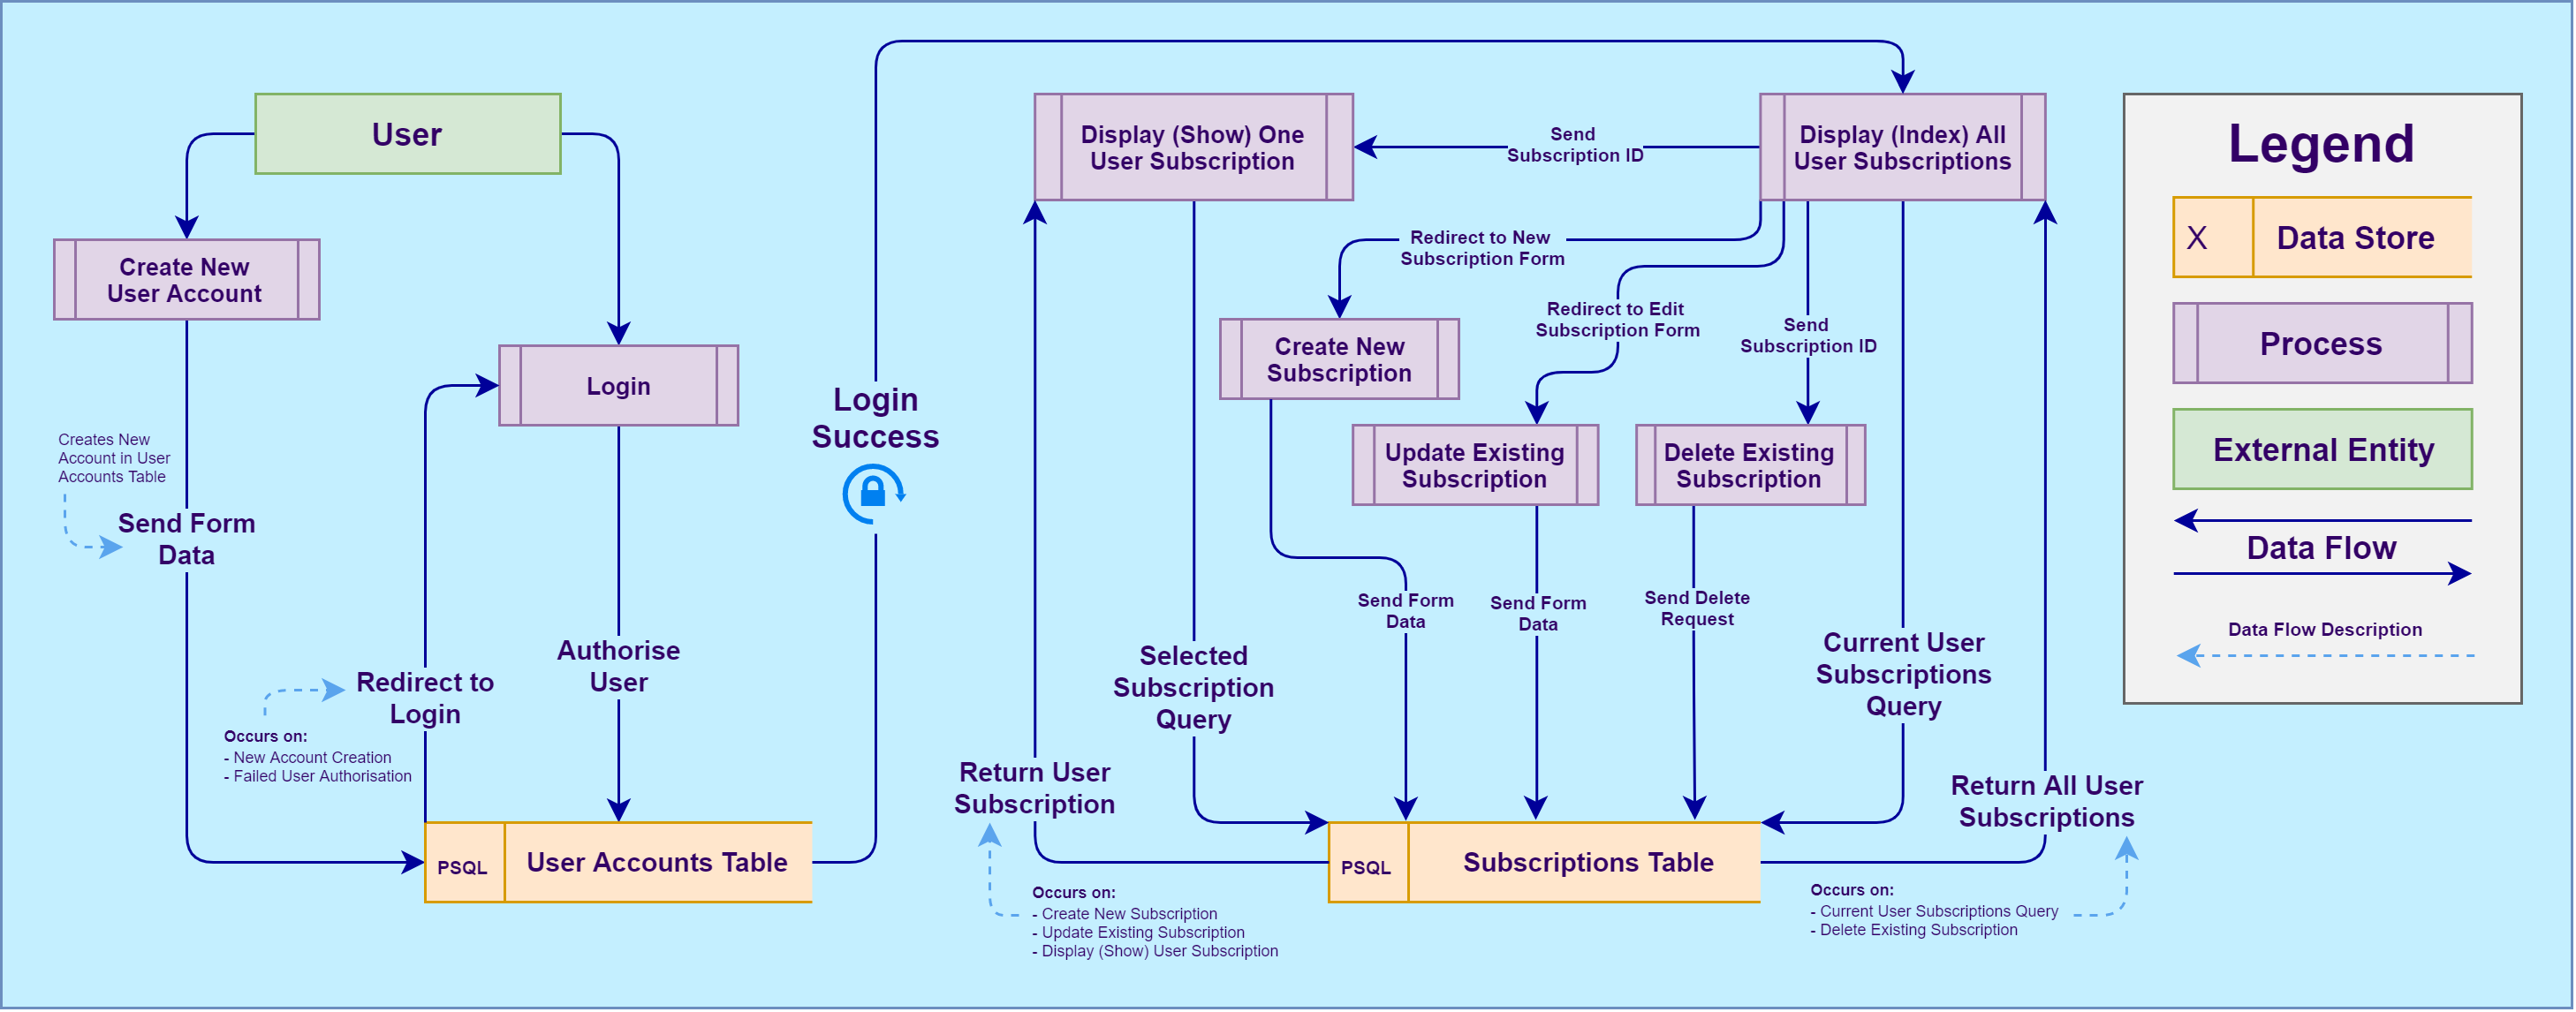 User
Create New
User Account
Login
Creates New
Account in User
Accounts Table
Send Form
Data
Redirect to
Login
Occurs on:
- New Account Creation
- Failed User Authorisation
Authorise
User
PSQL
User Accounts Table
Login
Success
Display (Show) One
User Subscription
Send
Subscription ID
Display (Index) All
User Subscriptions
Redirect to New
Subscription Form
Redirect to Edit
Subscription Form
Send
Subscription ID
Create New
Subscription
Update Existing
Subscription
Delete Existing
Subscription
Send Form
Data
Send Form
Data
Send Delete
Request
Selected
Subscription
Query
Current User
Subscriptions
Query
Return User
Subscription
Return All User
Subscriptions
PSQL
Subscriptions Table
Occurs on:
- Create New Subscription
- Update Existing Subscription
- Display (Show) User Subscription
Occurs on:
- Current User Subscriptions Query
- Delete Existing Subscription
Legend
X
Data Store
Process
External Entity
Data Flow
Data Flow Description